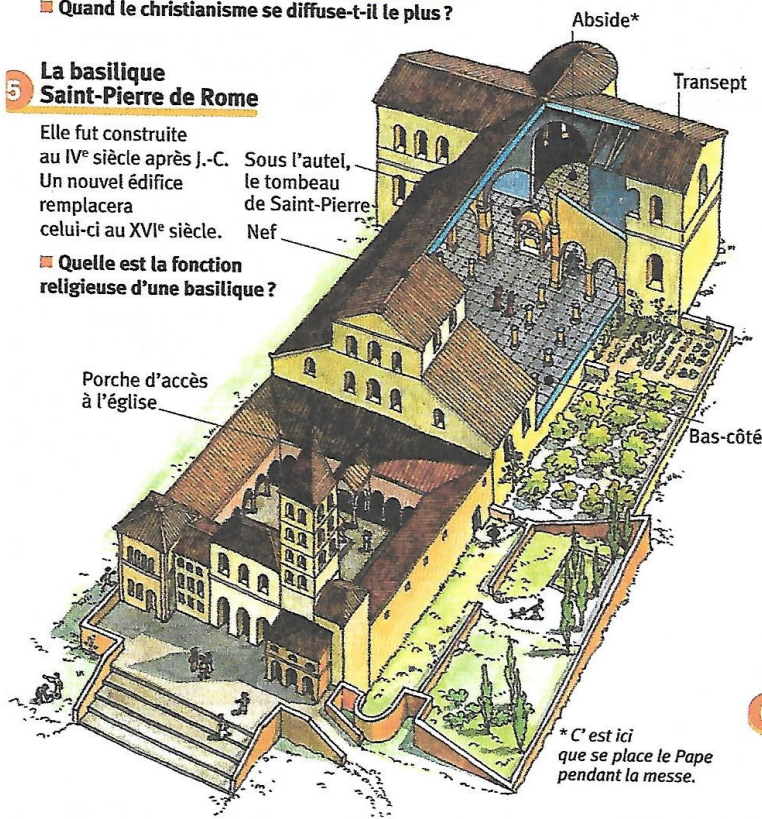 Quand le christianisme se diffuse-t-il le plus ?
5
La basilique
Saint-Pierre de Rome
Elle fut construite
au IVe siècle après J.-C.
Un nouvel édifice
remplacera
celui-ci au XVIe siècle.
Quelle est la fonction
religieuse d'une basilique ?
Abside*
Transept
Sous l'autel,
le tombeau
de Saint-Pierre
Nef
Porche d'accès
à l'église
Bas-côté
* C'est ici
que se place le Pape
pendant la messe.